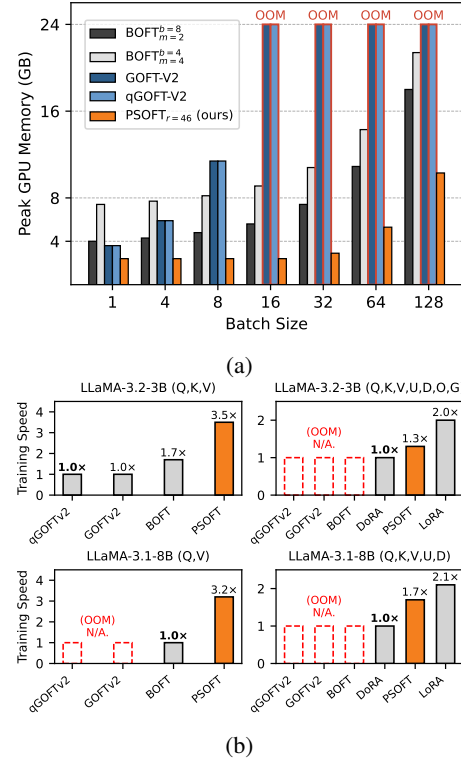 OOM OOM OOM OOM
24
16
8
4
Peak GPU Memory (GB)
BOFT^{b=8}_{m=2}
BOFT^{b=4}_{m=4}
GOFT-V2
qGOFT-V2
PSOFT_{r=46} (ours)
1 4 8 16 32 64 128
Batch Size
(a)
LLaMA-3.2-3B (Q,K,V)
Training Speed
4
3
2
1
0
1.0×
1.0×
1.7×
3.5×
qGOFTv2 GOFTv2 BOFT PSOFT
LLaMA-3.2-3B (Q,K,V,U,D,O,G)
2
1
0
(OOM)
N/A.
1.0×
1.3×
2.0×
qGOFTv2 GOFTv2 BOFT DoRA PSOFT LoRA
LLaMA-3.1-8B (Q,V)
Training Speed
4
3
2
1
0
(OOM)
N/A.
1.0×
3.2×
qGOFTv2 GOFTv2 BOFT PSOFT
LLaMA-3.1-8B (Q,K,V,U,D)
2
1
0
(OOM)
N/A.
1.0×
1.7×
2.1×
qGOFTv2 GOFTv2 BOFT DoRA PSOFT LoRA
(b)